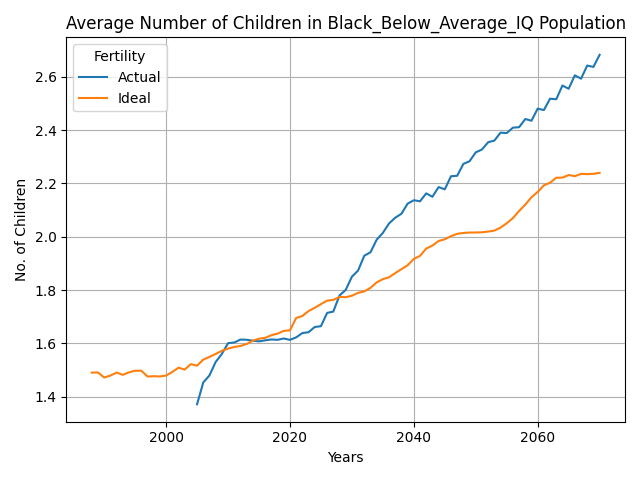 Average Number of Children in Black_Below_Average_IQ Population
Fertility
Actual
Ideal
No. of Children
2.6
2.4
2.2
2.0
1.8
1.6
1.4
2000
2020
2040
2060
Years